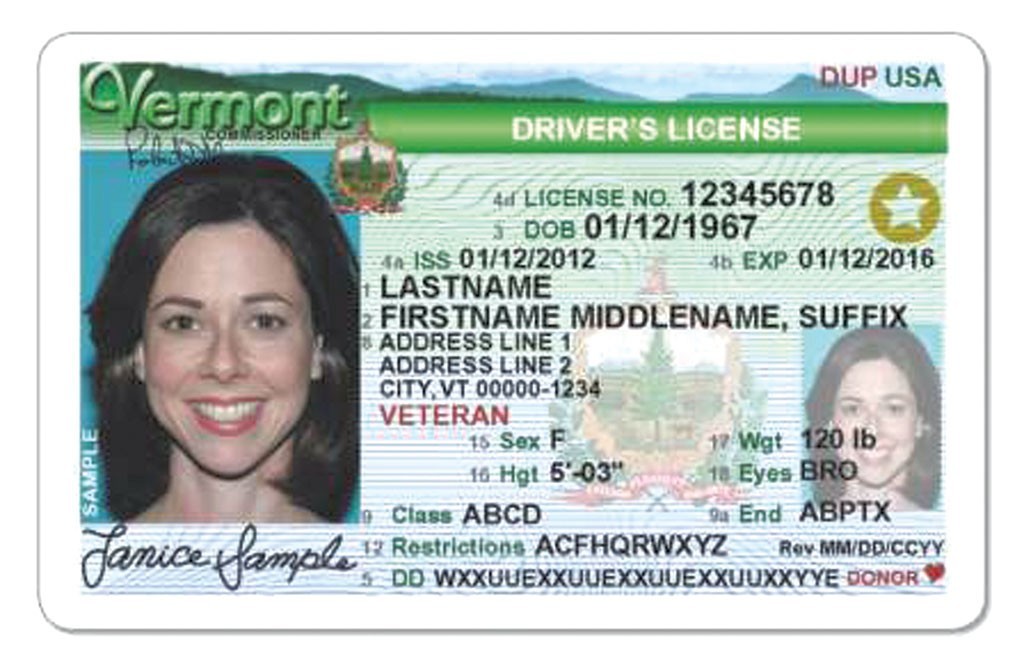 Vermont
COMMISSIONER
DUP USA
DRIVER'S LICENSE
4d LICENSE NO. 12345678
3 DOB 01/12/1967
4a ISS 01/12/2012 4b EXP 01/12/2016
1 LASTNAME
2 FIRSTNAME MIDDLENAME, SUFFIX
8 ADDRESS LINE 1
ADDRESS LINE 2
CITY, VT 00000-1234
VETERAN
15 Sex F 17 Wgt 120 lb
16 Hgt 5'-03" 18 Eyes BRO
9 Class ABCD 9a End ABPTX
12 Restrictions ACFHQRWXYZ Rev MM/DD/CCYY
5 DD WXXUUEXXUUEXXUUEXXUUXXYYE DONOR
SAMPLE
Janice Sample